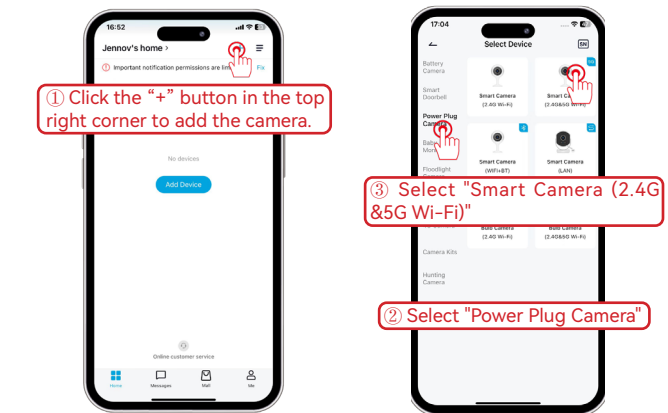 16:52
Jennov's home >
Important notification permissions are lim
Fix
① Click the “+” button in the top
right corner to add the camera.
No devices
Add Device
Online customer service
Home
Messages
Mall
Me
17:04
Select Device
SN
Battery
Camera
Smart
Doorbell
Power Plug
Camera
Floodlight
Camera Kits
Hunting
Camera
Smart Camera
(2.4G Wi-Fi)
Smart
(2.4G&5G Wi-Fi)
Smart Camera
(WIFI+BT)
Smart Camera
(LAN)
③ Select "Smart Camera (2.4G
&5G Wi-Fi)"
Bulb Camera
(2.4G Wi-Fi)
Bulb Camera
(2.4G&5G Wi-Fi)
② Select "Power Plug Camera"